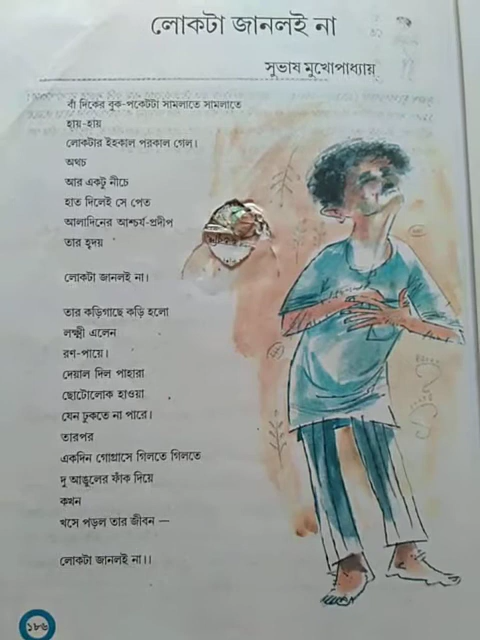 লোকটা জানলই না
সুভাষ মুখোপাধ্যায়
বাঁ দিকের বুক-পকেটটা সামলাতে সামলাতে
হায়-হায়
লোকটার ইহকাল পরকাল গেল।
অথচ
আর একটু নীচে
হাত দিলেই সে পেত
আলাদিনের আশ্চর্য-প্রদীপ
তার হৃদয়
লোকটা জানলই না।
তার কড়িগাছে কড়ি হলো
লক্ষ্মী এলেন
রণ-পায়ে।
দেয়াল দিল পাহারা
ছোটোলোক হাওয়া
যেন ঢুকতে না পারে।
তারপর
একদিন গোগ্রাসে গিলতে গিলতে
দু আঙুলের ফাঁক দিয়ে
কখন
খসে পড়ল তার জীবন —
লোকটা জানলই না।।
১৮৬